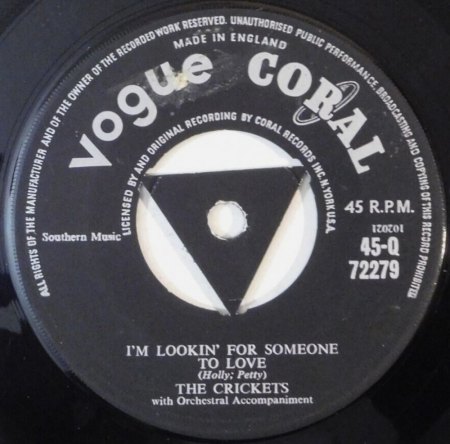 ALL RIGHTS OF THE MANUFACTURER AND OF THE OWNER OF THE RECORDED WORK RESERVED. UNAUTHORISED PUBLIC PERFORMANCE, BROADCASTING AND COPYING OF THIS RECORD PROHIBITED
MADE IN ENGLAND
Vogue CORAL
LICENSED BY AND ORIGINAL RECORDING BY CORAL RECORDS INC. N. YORK U.S.A.
45 R.P.M.
102021
Southern Music
45-Q
72279
I'M LOOKIN' FOR SOMEONE
TO LOVE
(Holly; Petty)
THE CRICKETS
with Orchestral Accompaniment